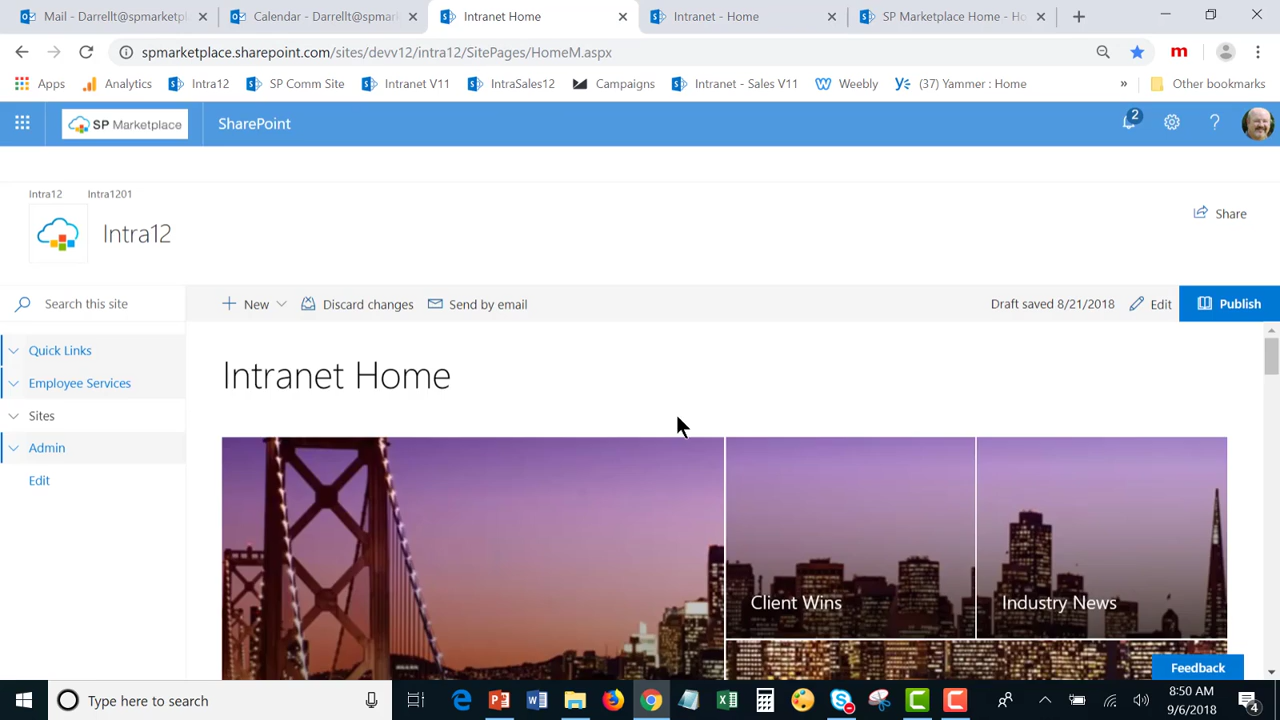 Mail - Darrellt@spmarketpl
Calendar - Darrellt@spmar
Intranet Home
Intranet - Home
SP Marketplace Home - Ho
spmarketplace.sharepoint.com/sites/devv12/intra12/SitePages/HomeM.aspx
m
Apps
Analytics
Intra12
SP Comm Site
Intranet V11
IntraSales12
Campaigns
Intranet - Sales V11
Weebly
(37) Yammer : Home
»
Other bookmarks
SP Marketplace
SharePoint
2
?
Intra12
Intra1201
Intra12
Share
Search this site
New
Discard changes
Send by email
Draft saved 8/21/2018
Edit
Publish
Quick Links
Employee Services
Sites
Admin
Edit
Intranet Home
Client Wins
Industry News
Feedback
Type here to search
8:50 AM
9/6/2018
4